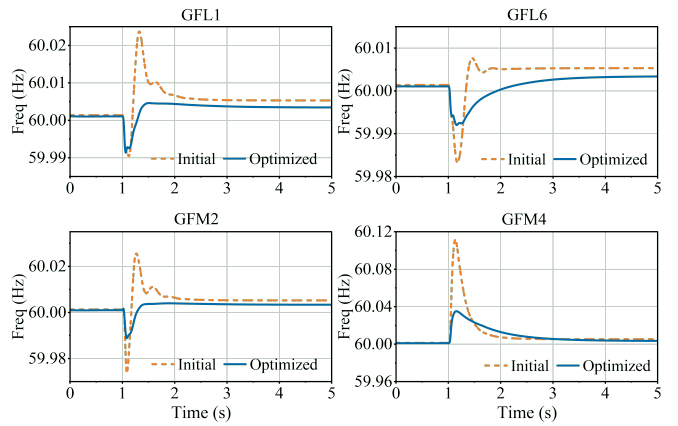 GFL1
Freq (Hz)
60.02
60.01
60.00
59.99
Initial Optimized
0 1 2 3 4 5
GFL6
Freq (Hz)
60.01
60.00
59.99
59.98
Initial Optimized
0 1 2 3 4 5
GFM2
Freq (Hz)
60.02
60.00
59.98
Initial Optimized
0 1 2 3 4 5
Time (s)
GFM4
Freq (Hz)
60.12
60.08
60.04
60.00
59.96
Initial Optimized
0 1 2 3 4 5
Time (s)